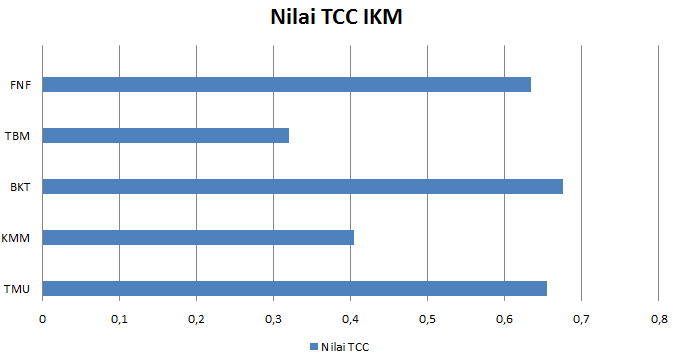 Nilai TCC IKM
FNF
TBM
BKT
KMM
TMU
0 0,1 0,2 0,3 0,4 0,5 0,6 0,7 0,8
Nilai TCC